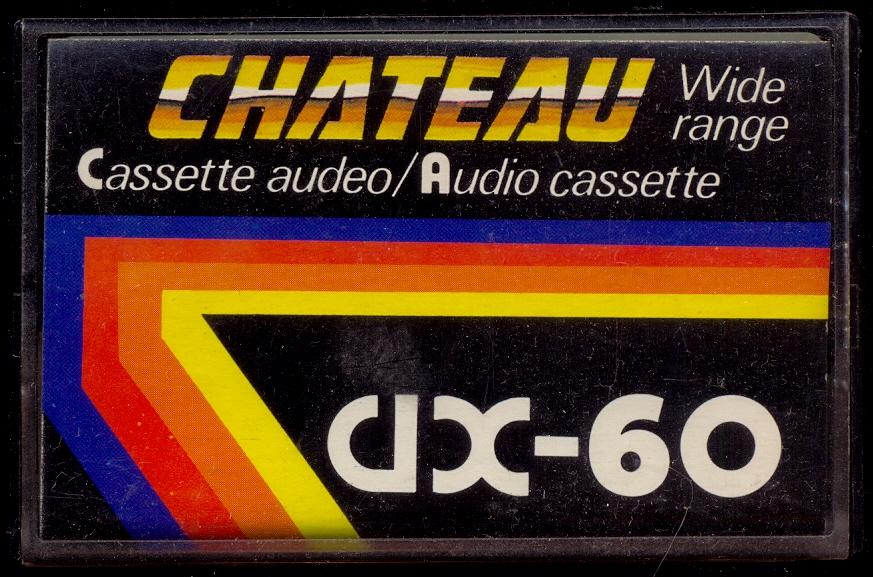 CHATEAU
Wide
range
Cassette audeo/Audio cassette
dx-60